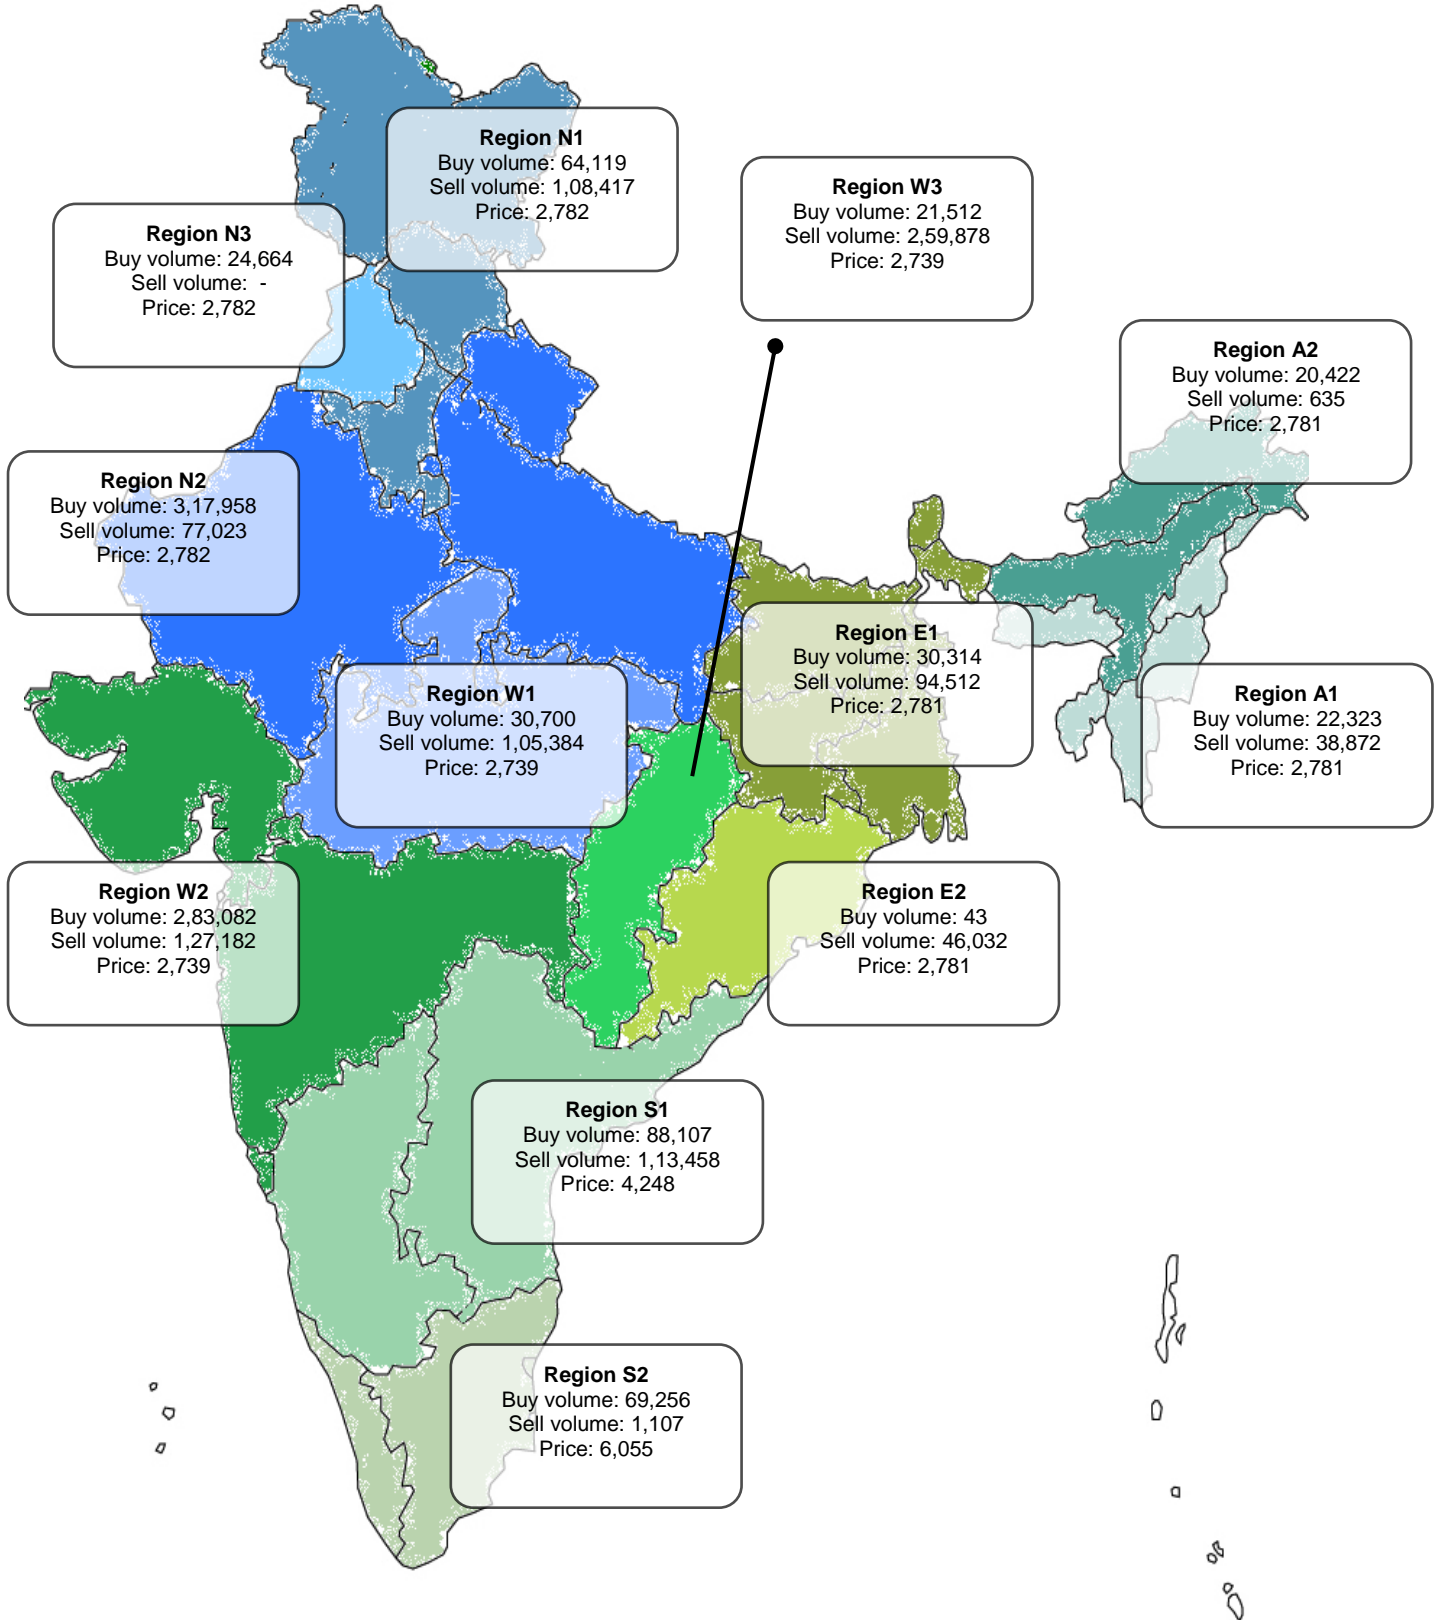 Region N1
Buy volume: 64,119
Sell volume: 1,08,417
Price: 2,782
Region W3
Buy volume: 21,512
Sell volume: 2,59,878
Price: 2,739
Region N3
Buy volume: 24,664
Sell volume: -
Price: 2,782
Region A2
Buy volume: 20,422
Sell volume: 635
Price: 2,781
Region N2
Buy volume: 3,17,958
Sell volume: 77,023
Price: 2,782
Region E1
Buy volume: 30,314
Sell volume: 94,512
Price: 2,781
Region W1
Buy volume: 30,700
Sell volume: 1,05,384
Price: 2,739
Region A1
Buy volume: 22,323
Sell volume: 38,872
Price: 2,781
Region W2
Buy volume: 2,83,082
Sell volume: 1,27,182
Price: 2,739
Region E2
Buy volume: 43
Sell volume: 46,032
Price: 2,781
Region S1
Buy volume: 88,107
Sell volume: 1,13,458
Price: 4,248
Region S2
Buy volume: 69,256
Sell volume: 1,107
Price: 6,055